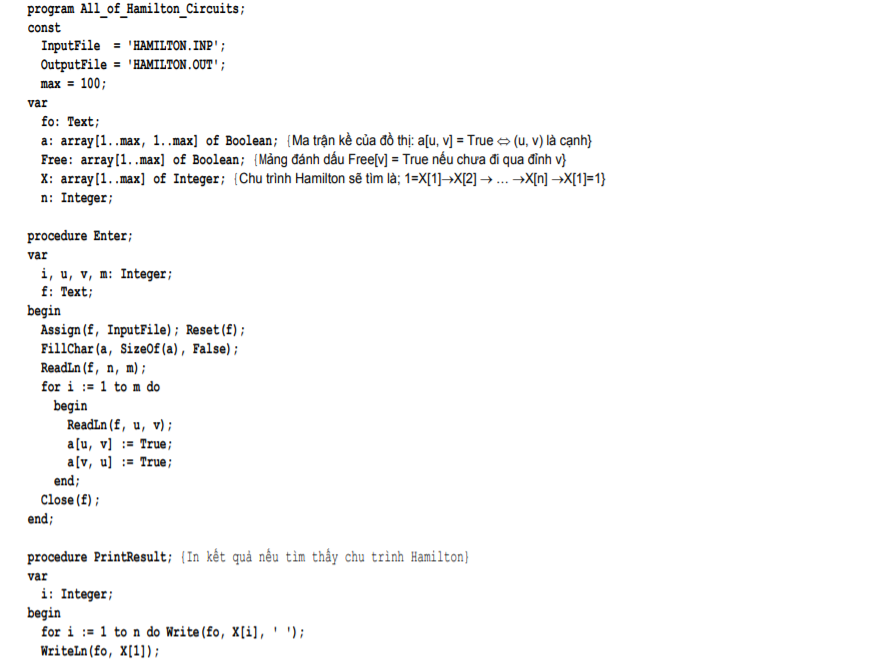 program All_of_Hamilton_Circuits;
const
  InputFile  = 'HAMILTON.INP';
  OutputFile = 'HAMILTON.OUT';
  max = 100;
var
  fo: Text;
  a: array[1..max, 1..max] of Boolean; {Ma trận kề của đồ thị: a[u, v] = True ⇔ (u, v) là cạnh}
  Free: array[1..max] of Boolean; {Mảng đánh dấu Free[v] = True nếu chưa đi qua đỉnh v}
  X: array[1..max] of Integer; {Chu trình Hamilton sẽ tìm là; 1=X[1]→X[2] → … →X[n] →X[1]=1}
  n: Integer;

procedure Enter;
var
  i, u, v, m: Integer;
  f: Text;
begin
  Assign(f, InputFile); Reset(f);
  FillChar(a, SizeOf(a), False);
  ReadLn(f, n, m);
  for i := 1 to m do
    begin
      ReadLn(f, u, v);
      a[u, v] := True;
      a[v, u] := True;
    end;
  Close(f);
end;

procedure PrintResult; {In kết quả nếu tìm thấy chu trình Hamilton}
var
  i: Integer;
begin
  for i := 1 to n do Write(fo, X[i], ' ');
  WriteLn(fo, X[1]);